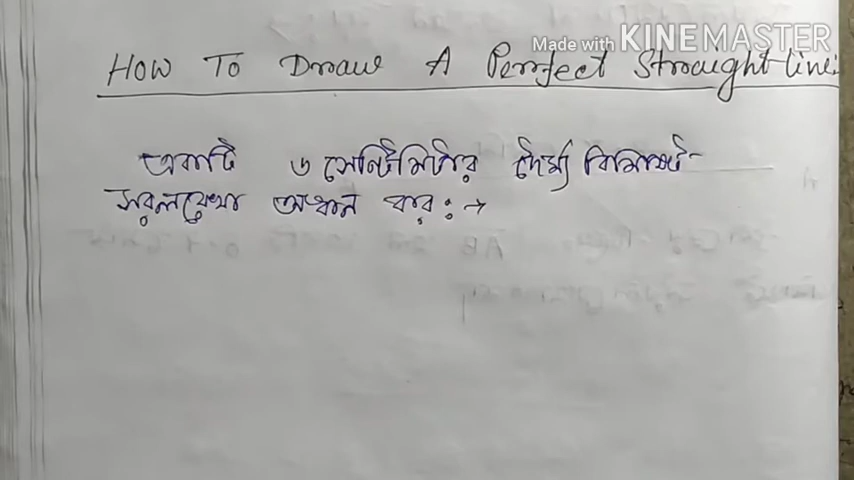 Made with KINEMASTER
How To Draw A Perfect Straight-line:
একটি ৬ সেন্টিমিটার দৈর্ঘ্য বিশিষ্ট
সরলরেখা অঙ্কন কর:→